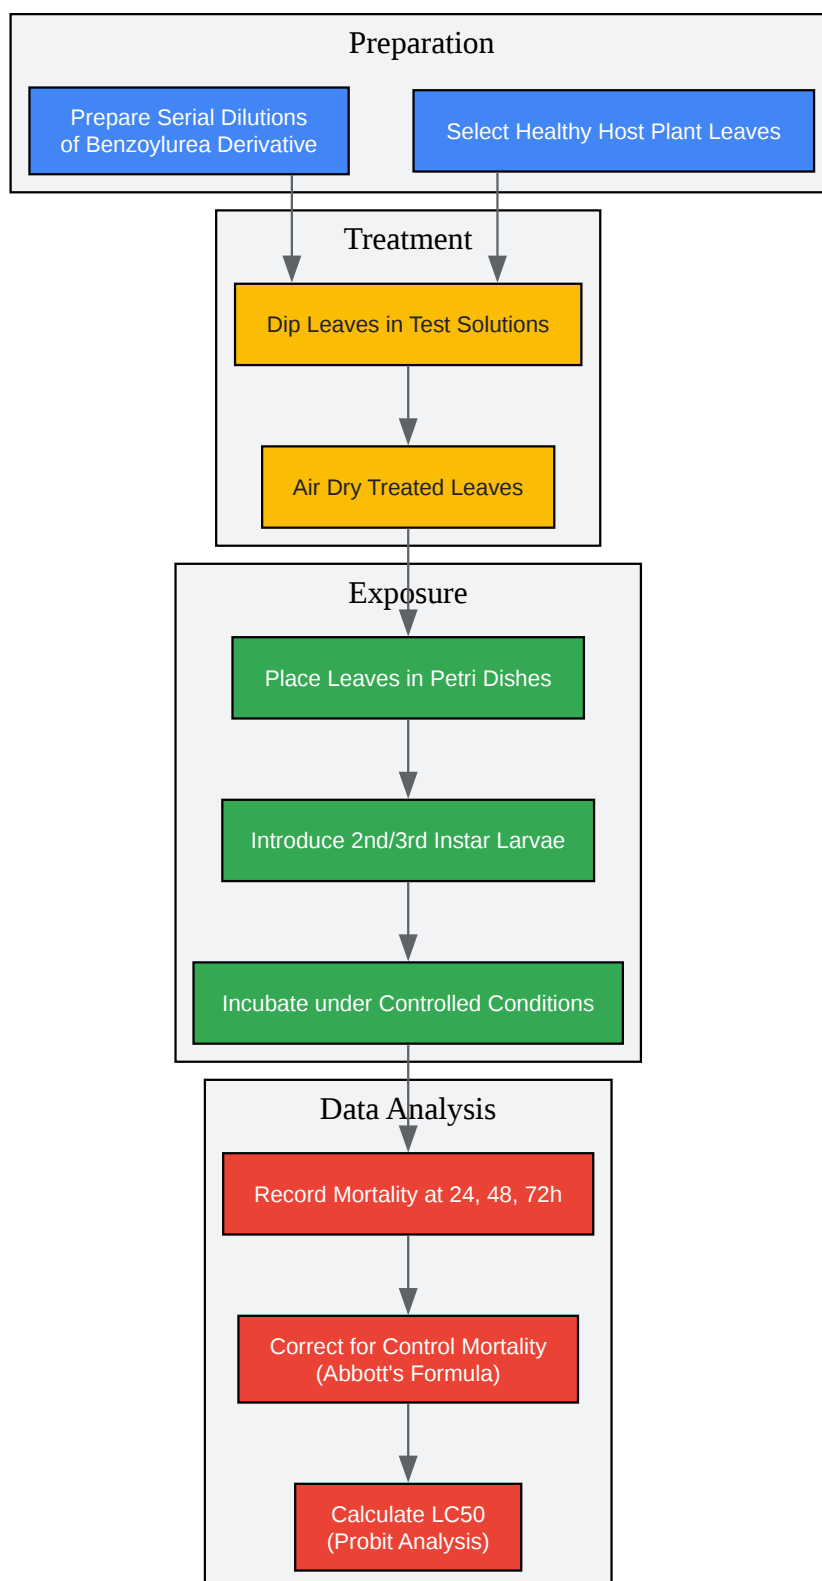 Preparation
Prepare Serial Dilutions
of Benzoylurea Derivative
Select Healthy Host Plant Leaves
Treatment
Dip Leaves in Test Solutions
Air Dry Treated Leaves
Exposure
Place Leaves in Petri Dishes
Introduce 2nd/3rd Instar Larvae
Incubate under Controlled Conditions
Data Analysis
Record Mortality at 24, 48, 72h
Correct for Control Mortality
(Abbott's Formula)
Calculate LC50
(Probit Analysis)